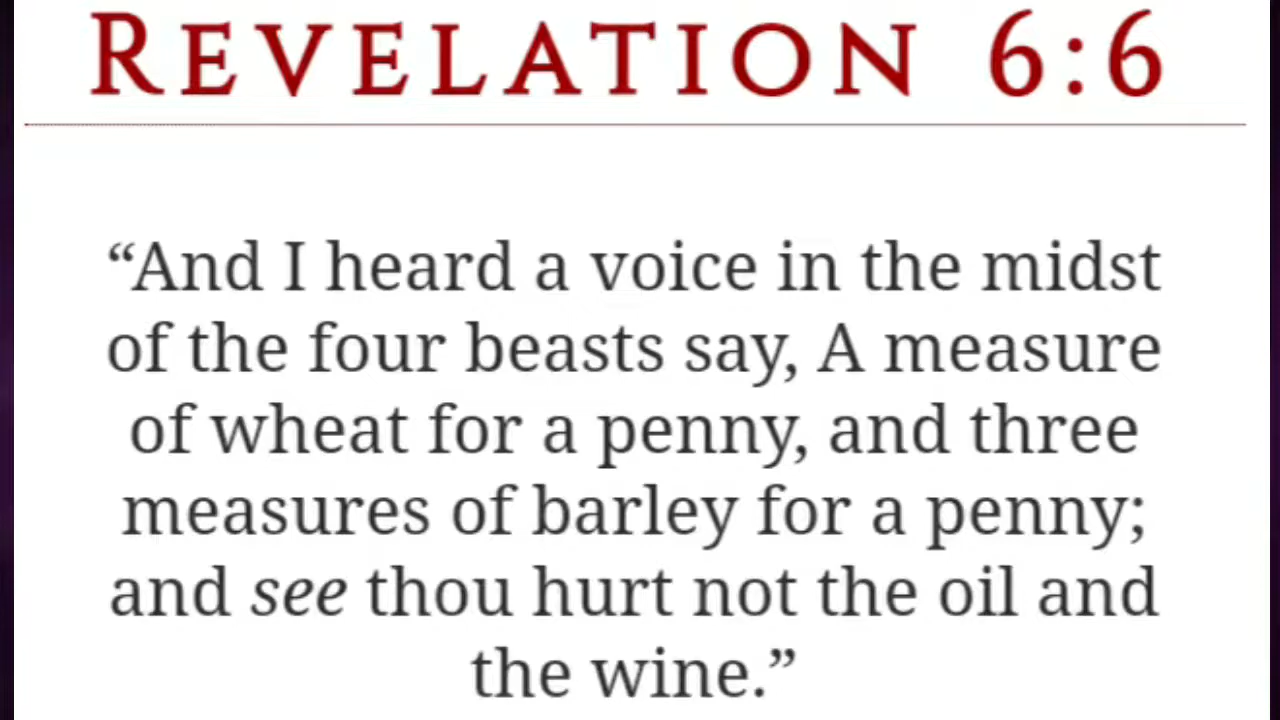 REVELATION 6:6
“And I heard a voice in the midst
of the four beasts say, A measure
of wheat for a penny, and three
measures of barley for a penny;
and see thou hurt not the oil and
the wine.”